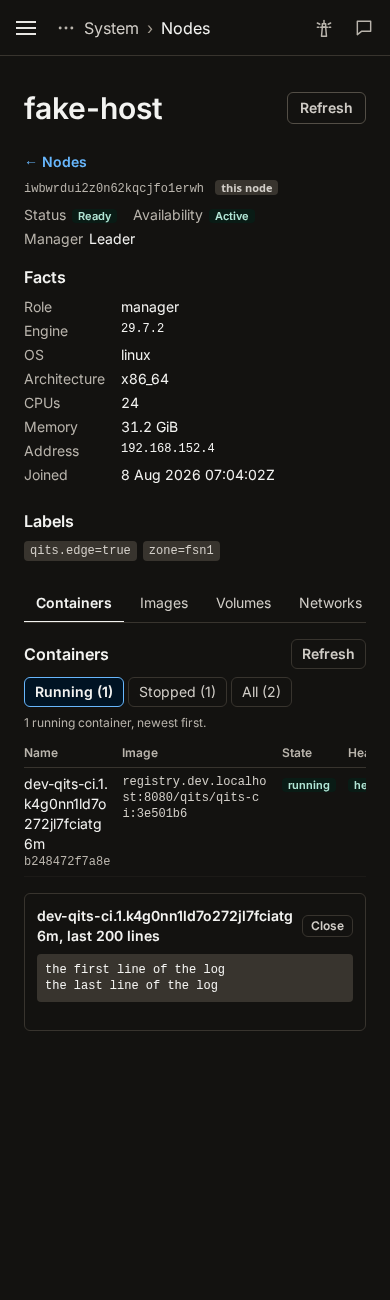 System › Nodes
fake-host
Refresh
← Nodes
iwbwrdui2z0n62kqcjfo1erwh this node
Status Ready Availability Active
Manager Leader
Facts
Role manager
Engine 29.7.2
OS linux
Architecture x86_64
CPUs 24
Memory 31.2 GiB
Address 192.168.152.4
Joined 8 Aug 2026 07:04:02Z
Labels
qits.edge=true zone=fsn1
Containers Images Volumes Networks
Containers
Refresh
Running (1) Stopped (1) All (2)
1 running container, newest first.
Name Image State Hea
dev-qits-ci.1.
k4g0nn1ld7o
272jl7fciatg
6m
b248472f7a8e
registry.dev.localho
st:8080/qits/qits-c
i:3e501b6
running
he
dev-qits-ci.1.k4g0nn1ld7o272jl7fciatg
6m, last 200 lines
Close
the first line of the log
the last line of the log